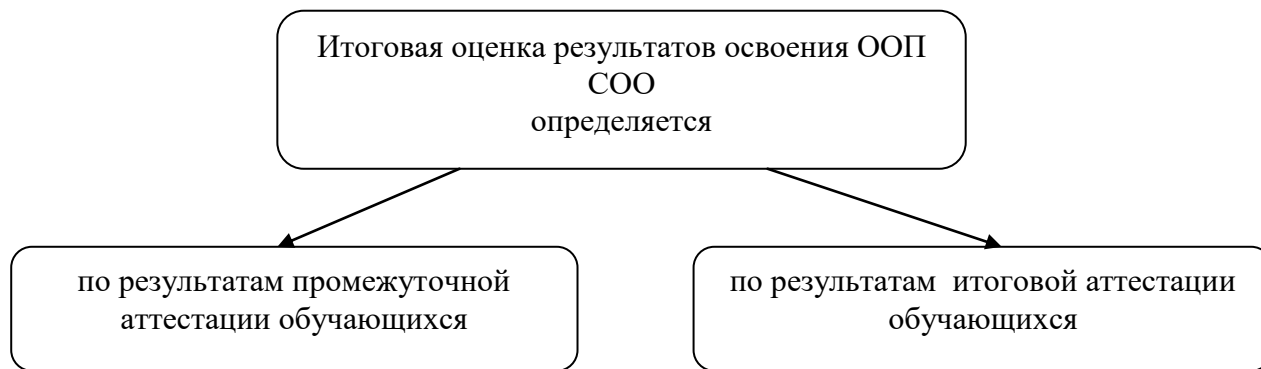 Итоговая оценка результатов освоения ООП
СОО
определяется
по результатам промежуточной
аттестации обучающихся
по результатам итоговой аттестации
обучающихся